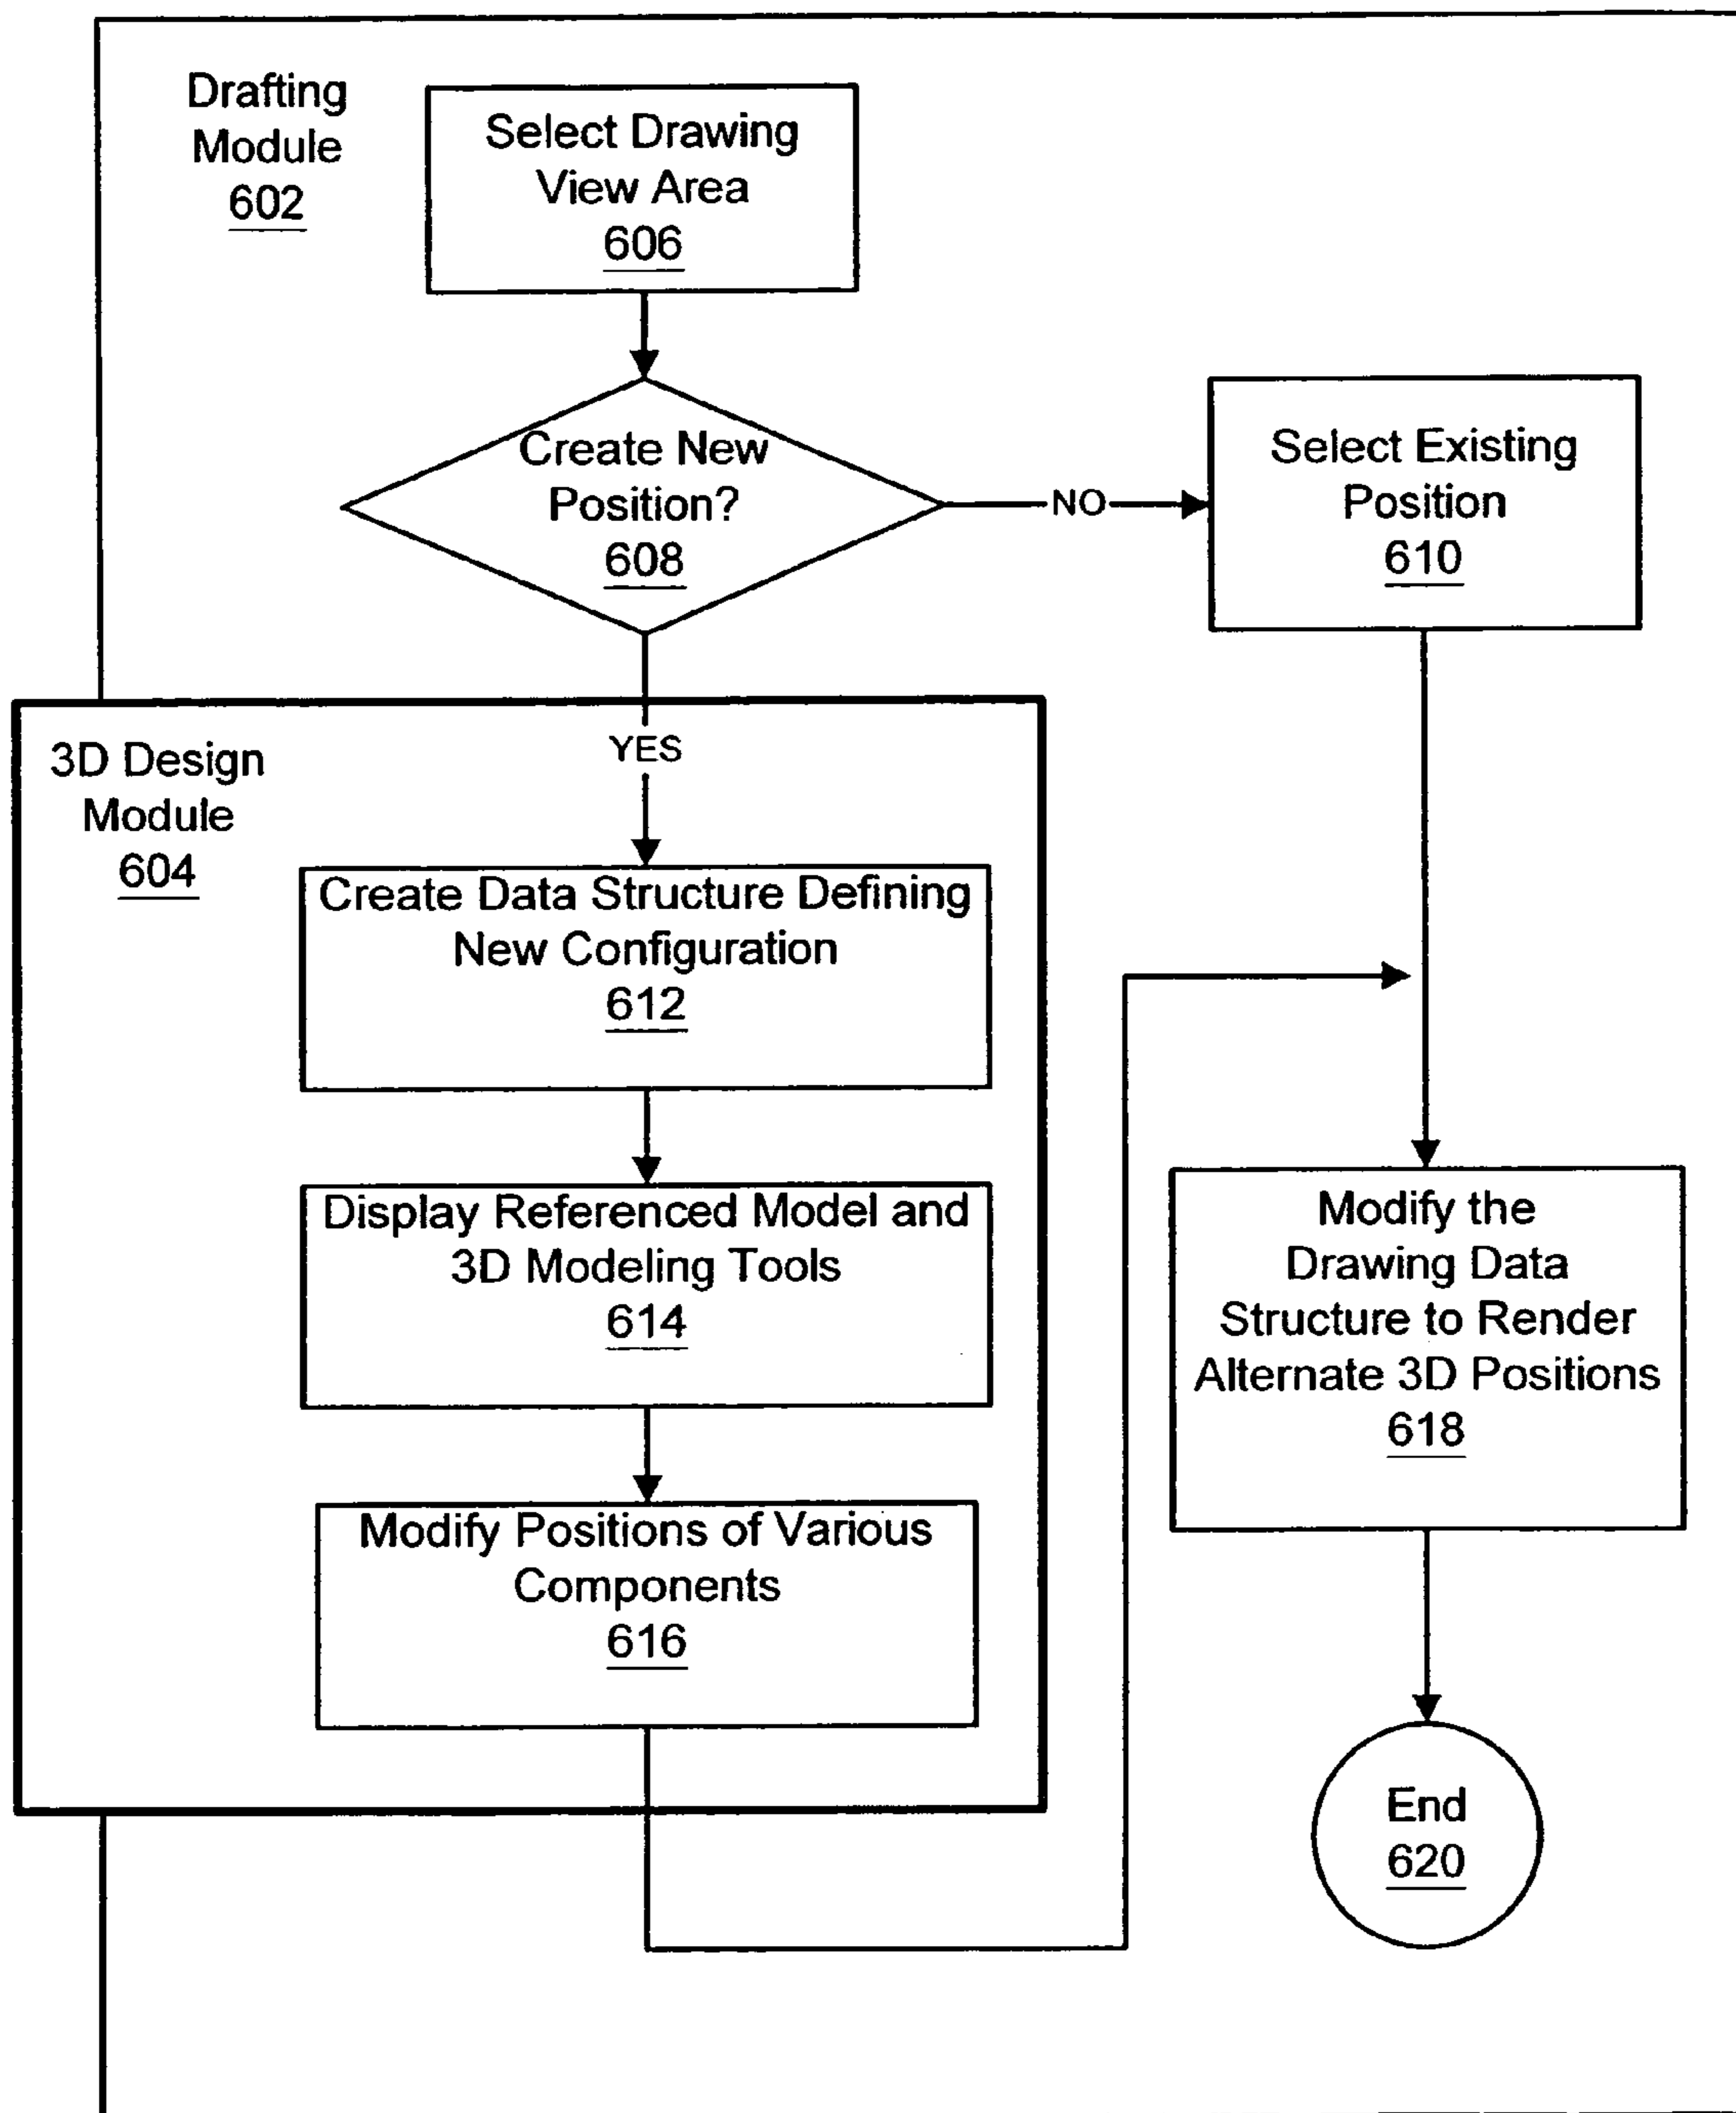 Drafting
Module
602
Select Drawing
View Area
606
Create New
Position?
608
NO
Select Existing
Position
610
3D Design
Module
604
YES
Create Data Structure Defining
New Configuration
612
Display Referenced Model and
3D Modeling Tools
614
Modify Positions of Various
Components
616
Modify the
Drawing Data
Structure to Render
Alternate 3D Positions
618
End
620